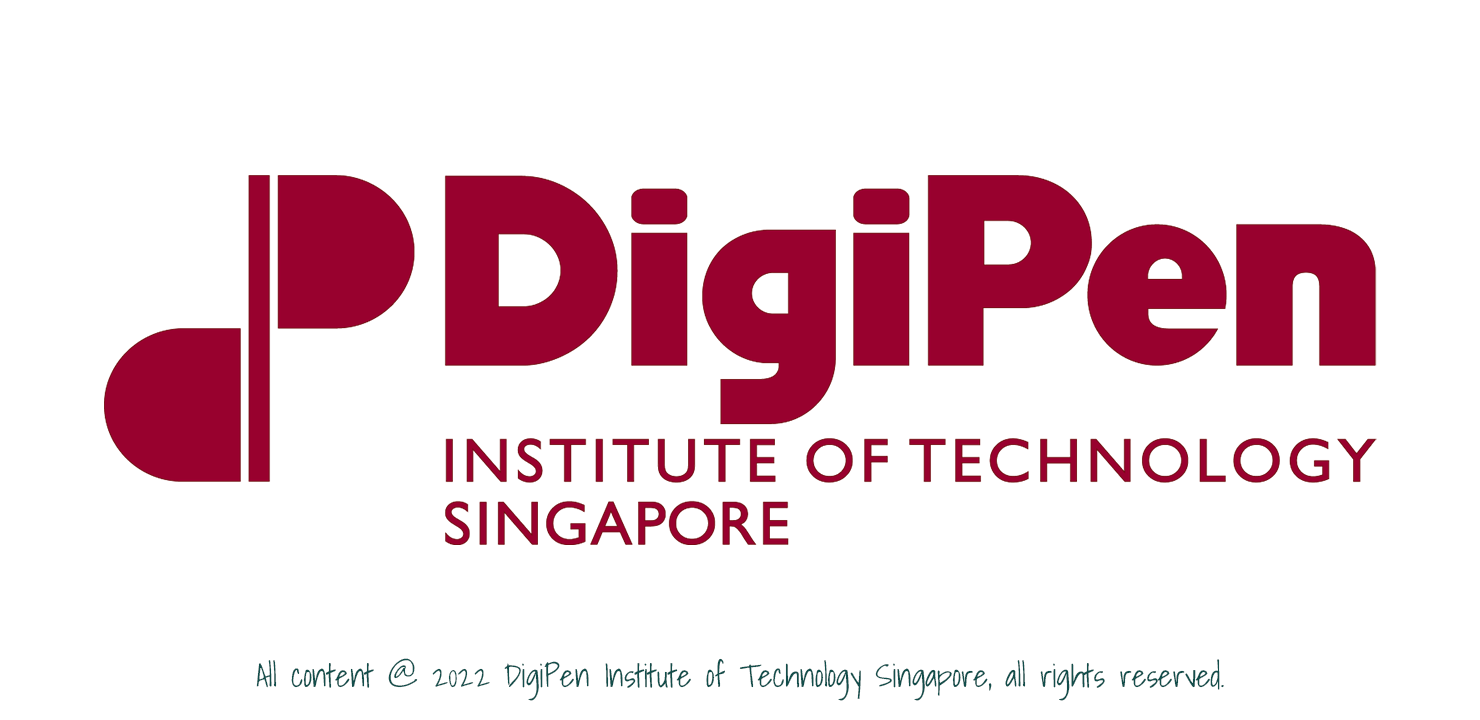 DigiPen
INSTITUTE OF TECHNOLOGY
SINGAPORE
All content @ 2022 DigiPen Institute of Technology Singapore, all rights reserved.